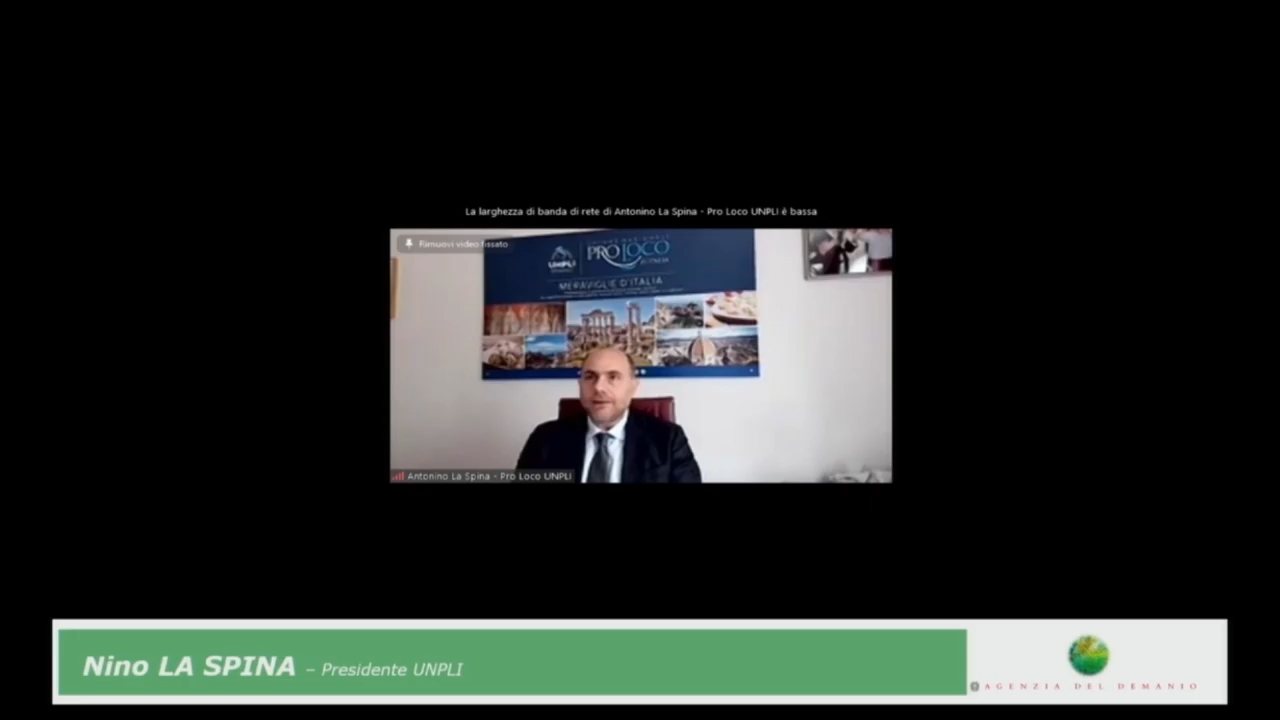 La larghezza di banda di rete di Antonino La Spina - Pro Loco UNPLI è bassa
Rimuovi video fissato
UNPLI
PRO LOCO
MERAVIGLIE D'ITALIA
Antonino La Spina - Pro Loco UNPLI
Nino LA SPINA – Presidente UNPLI
AGENZIA DEL DEMANIO